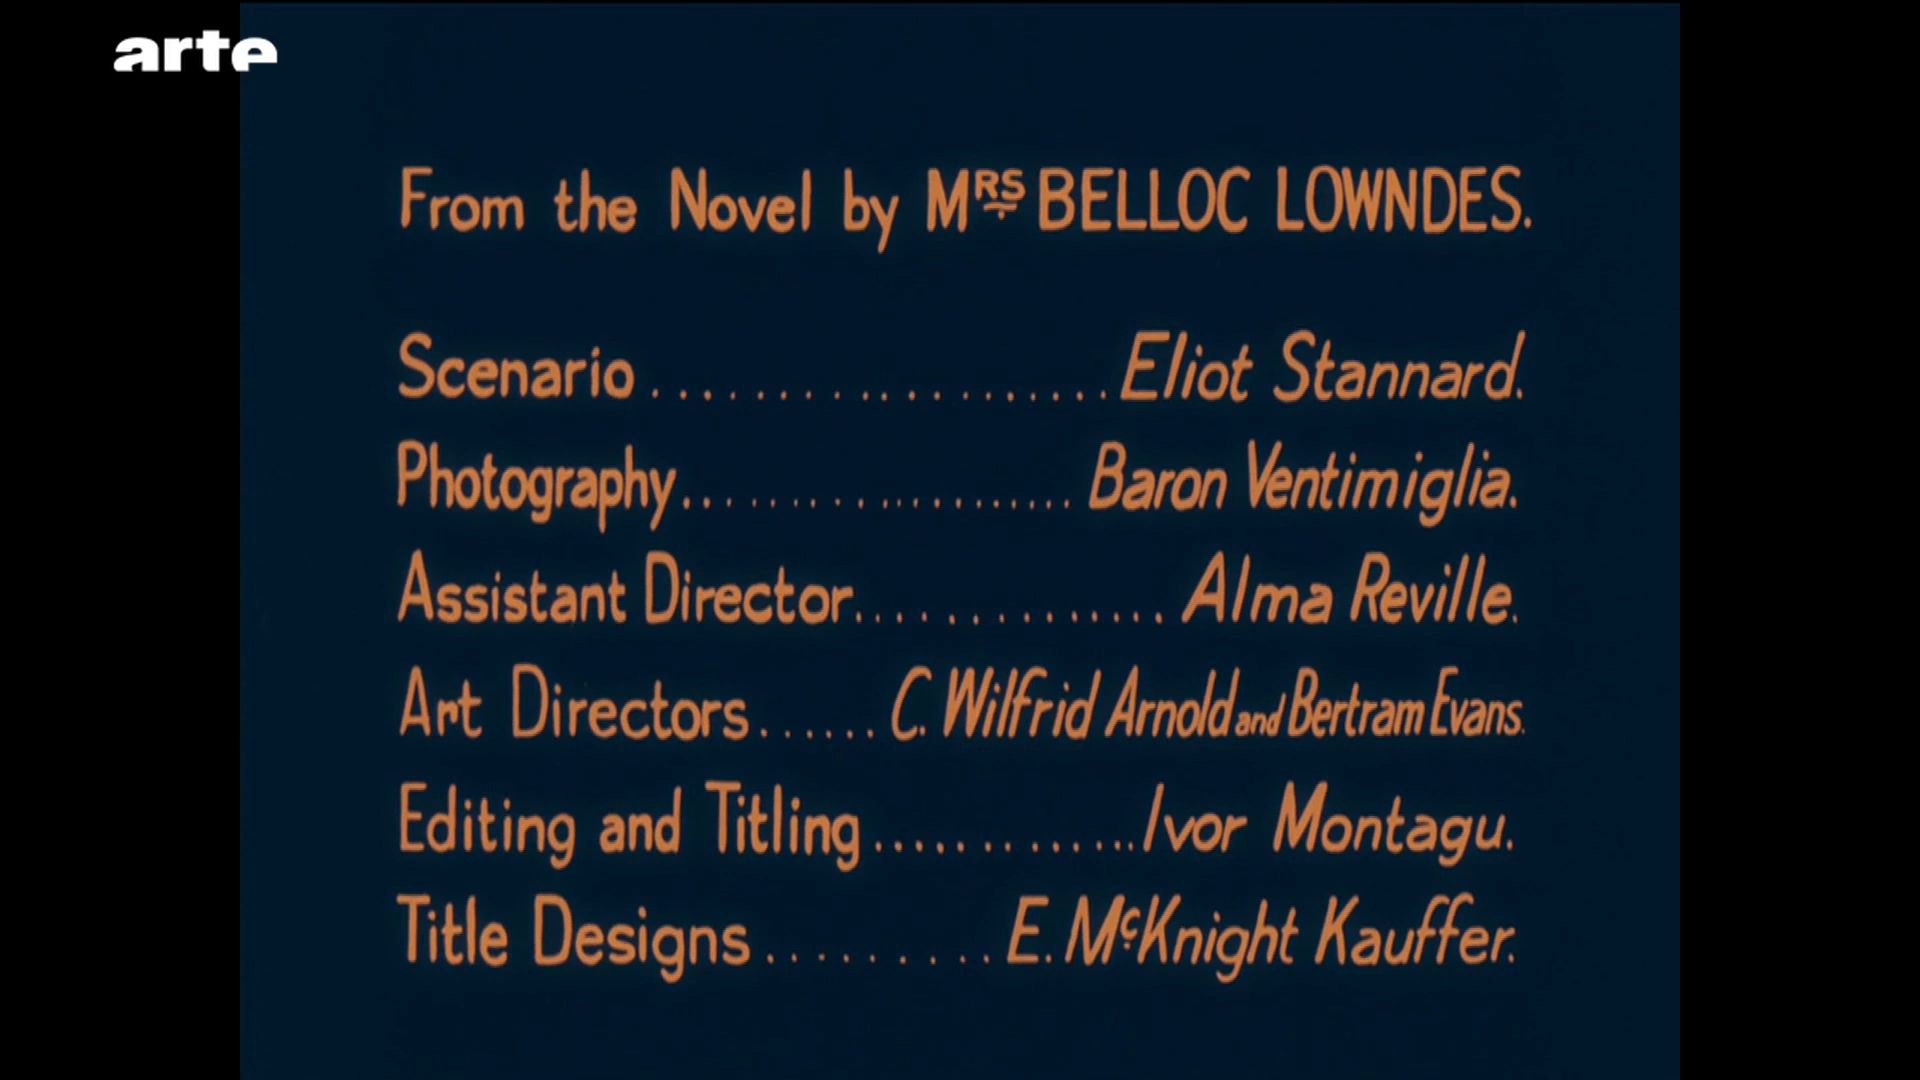 arte
From the Novel by MRS BELLOC LOWNDES.
Scenario ................... Eliot Stannard.
Photography................... Baron Ventimiglia.
Assistant Director.............. Alma Reville.
Art Directors...... C. Wilfrid Arnold and Bertram Evans.
Editing and Titling............. Ivor Montagu.
Title Designs ......... E. McKnight Kauffer.